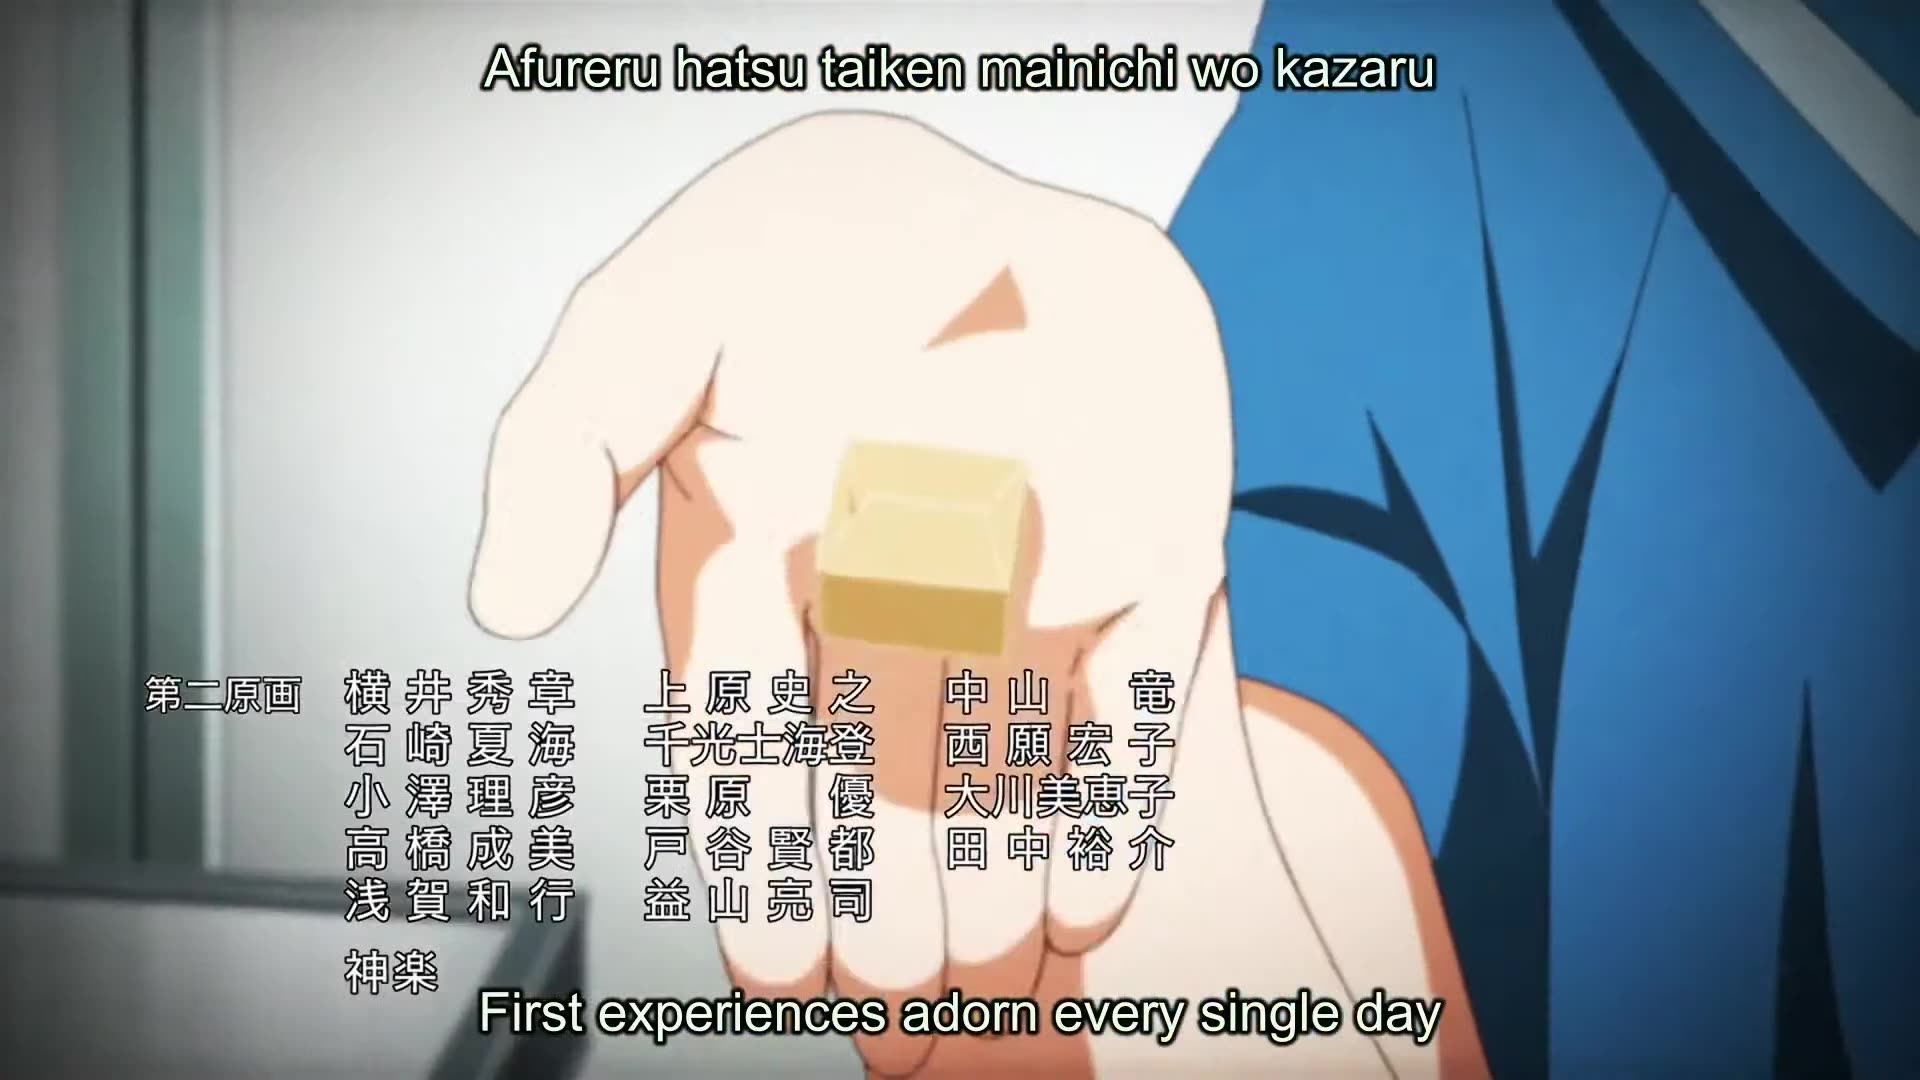 Afureru hatsu taiken mainichi wo kazaru
第二原画 横井秀章 上原史之 中山 竜
石崎夏海 千光士海登 西願宏子
小澤理彦 栗原 優 大川美恵子
高橋成美 戸谷賢都 田中裕介
浅賀和行 益山亮司
神楽
First experiences adorn every single day